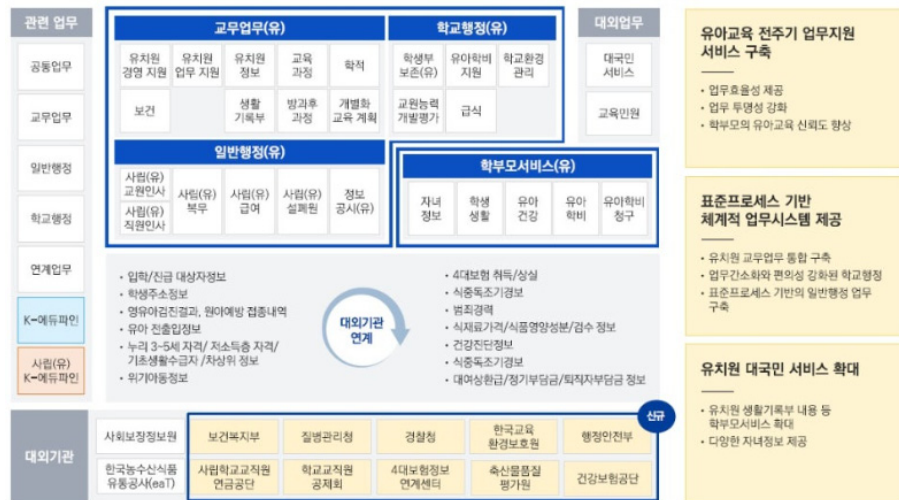 관련 업무
공통업무
교무업무
일반행정
학교행정
연계업무
K-에듀파인
사립(유)
K-에듀파인
교무업무(유)
유치원
경영 지원
유치원
업무 지원
유치원
정보
교육
과정
학적
보건
생활
기록부
방과후
과정
개별화
교육 계획
학교행정(유)
학생부
보존(유)
유아학비
지원
학교환경
관리
교원능력
개발평가
급식
대외업무
대국민
서비스
교육민원
일반행정(유)
사립(유)
교원인사
사립(유)
직원인사
사립(유)
복무
사립(유)
급여
사립(유)
설폐원
정보
공시(유)
학부모서비스(유)
자녀
정보
학생
생활
유아
건강
유아
학비
유아학비
청구
• 입학/진급 대상자정보
• 학생주소정보
• 영유아검진결과, 원아예방 접종내역
• 유아 전출입정보
• 누리 3~5세 자격/ 저소득층 자격/
기초생활수급자 /차상위 정보
• 위기아동정보
대외기관
연계
• 4대보험 취득/상실
• 식중독조기경보
• 범죄경력
• 식재료가격/식품영양성분/검수 정보
• 건강진단정보
• 식중독조기경보
• 대여상환금/정기부담금/퇴직자부담금 정보
대외기관
사회보장정보원
한국농수산식품
유통공사(eaT)
신규
보건복지부
질병관리청
경찰청
한국교육
환경보호원
행정안전부
사립학교교직원
연금공단
학교교직원
공제회
4대보험정보
연계센터
축산물품질
평가원
건강보험공단
유아교육 전주기 업무지원
서비스 구축
• 업무효율성 제공
• 업무 투명성 강화
• 학부모의 유아교육 신뢰도 향상
표준프로세스 기반
체계적 업무시스템 제공
• 유치원 교무업무 통합 구축
• 업무간소화와 편의성 강화된 학교행정
• 표준프로세스 기반의 일반행정 업무
구축
유치원 대국민 서비스 확대
• 유치원 생활기록부 내용 등
학부모서비스 확대
• 다양한 자녀정보 제공